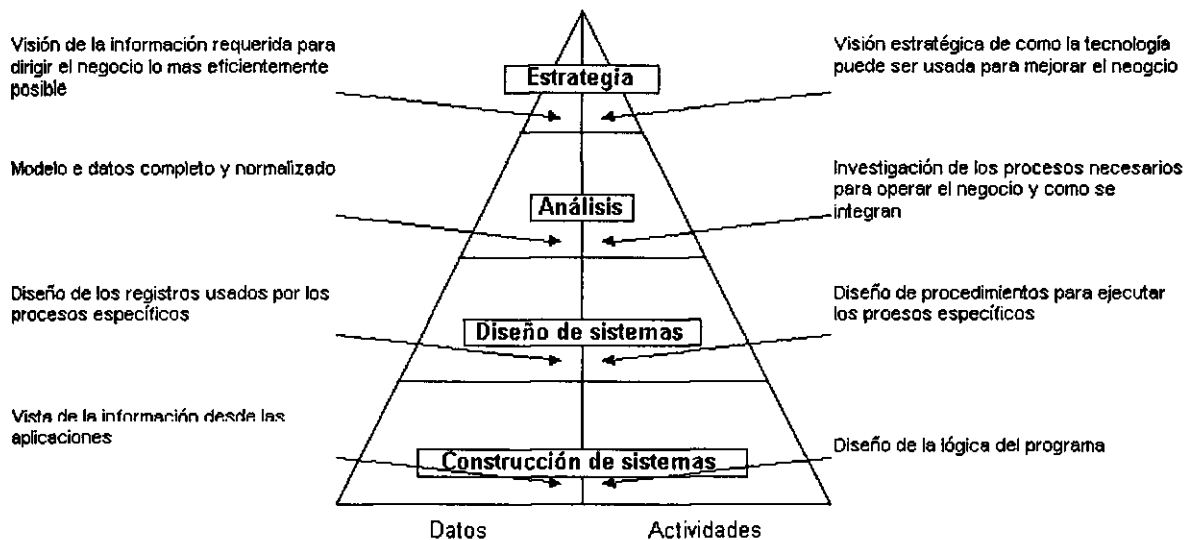 Visión de la información requerida para
dirigir el negocio lo mas eficientemente
posible
Visión estratégica de como la tecnología
puede ser usada para mejorar el neogcio
Estrategia
Modelo e datos completo y normalizado
Investigación de los procesos necesarios
para operar el negocio y como se
integran
Análisis
Diseño de los registros usados por los
procesos específicos
Diseño de procedimientos para ejecutar
los proesos específicos
Diseño de sistemas
Vista de la información desde las
aplicaciones
Diseño de la lógica del programa
Construcción de sistemas
Datos
Actividades